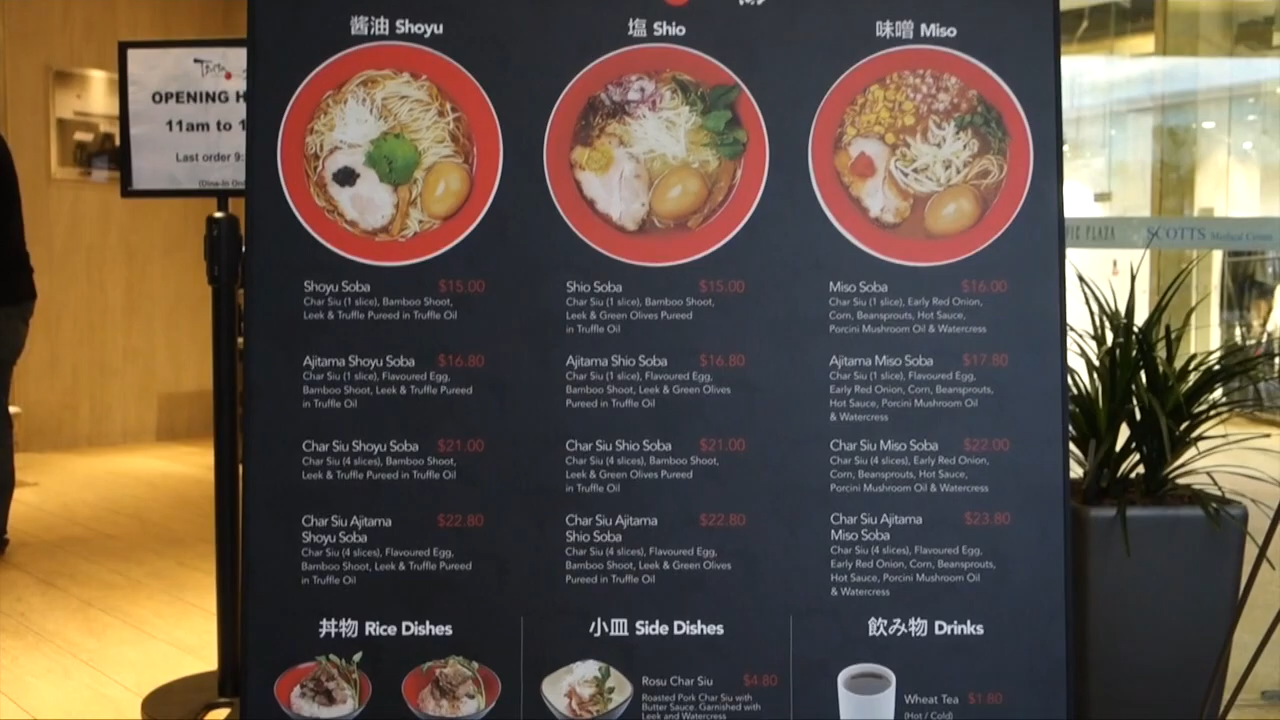 醤油 Shoyu
塩 Shio
味噌 Miso
OPENING
11am to
Last order 9:
Shoyu Soba $15.00
Char Siu (1 slice), Bamboo Shoot,
Leek & Truffle Pureed in Truffle Oil
Ajitama Shoyu Soba $16.80
Char Siu (1 slice), Flavoured Egg,
Bamboo Shoot, Leek & Truffle Pureed
in Truffle Oil
Char Siu Shoyu Soba $21.00
Char Siu (4 slices), Bamboo Shoot,
Leek & Truffle Pureed in Truffle Oil
Char Siu Ajitama $22.80
Shoyu Soba
Char Siu (4 slices), Flavoured Egg,
Bamboo Shoot, Leek & Truffle Pureed
in Truffle Oil
Shio Soba $15.00
Char Siu (1 slice), Bamboo Shoot,
Leek & Green Olives Pureed
in Truffle Oil
Ajitama Shio Soba $16.80
Char Siu (1 slice), Flavoured Egg,
Bamboo Shoot, Leek & Green Olives
Pureed in Truffle Oil
Char Siu Shio Soba $21.00
Char Siu (4 slices), Bamboo Shoot,
Leek & Green Olives Pureed
in Truffle Oil
Char Siu Ajitama $22.80
Shio Soba
Char Siu (4 slices), Flavoured Egg,
Bamboo Shoot, Leek & Green Olives
Pureed in Truffle Oil
Miso Soba $16.00
Char Siu (1 slice), Early Red Onion,
Corn, Beansprouts, Hot Sauce,
Porcini Mushroom Oil & Watercress
Ajitama Miso Soba $17.80
Char Siu (1 slice), Flavoured Egg,
Early Red Onion, Corn, Beansprouts,
Hot Sauce, Porcini Mushroom Oil
& Watercress
Char Siu Miso Soba $22.00
Char Siu (4 slices), Early Red Onion,
Corn, Beansprouts, Hot Sauce,
Porcini Mushroom Oil & Watercress
Char Siu Ajitama $23.80
Miso Soba
Char Siu (4 slices), Flavoured Egg,
Early Red Onion, Corn, Beansprouts,
Hot Sauce, Porcini Mushroom Oil
& Watercress
丼物 Rice Dishes
小皿 Side Dishes
Rosu Char Siu $4.80
Roasted Pork Char Siu with
Butter Sauce. Garnished with
Leek and Watercress
飲み物 Drinks
Wheat Tea $1.80
(Hot / Cold)
PLAZA
SCOTTS Medical Center